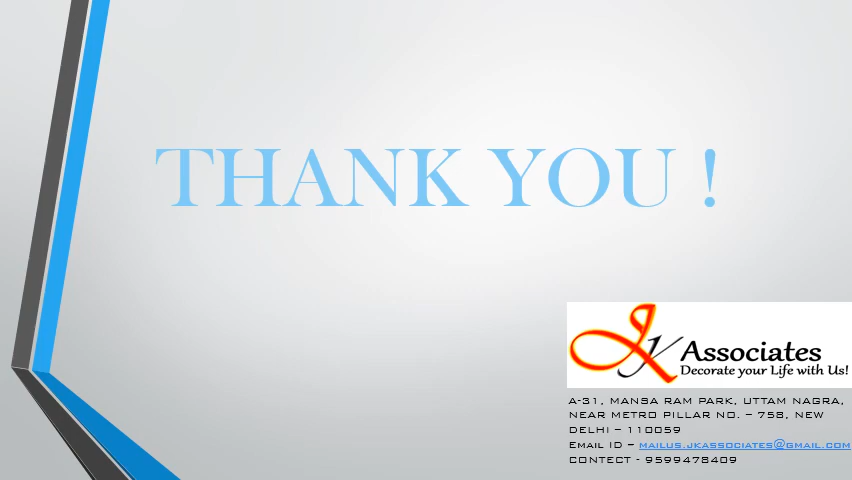 THANK YOU !
JK Associates
Decorate your Life with Us!
A-31, MANSA RAM PARK, UTTAM NAGRA,
NEAR METRO PILLAR NO. – 758, NEW
DELHI – 110059
EMAIL ID – MAILUS.JKASSOCIATES@GMAIL.COM
CONTECT - 9599478409